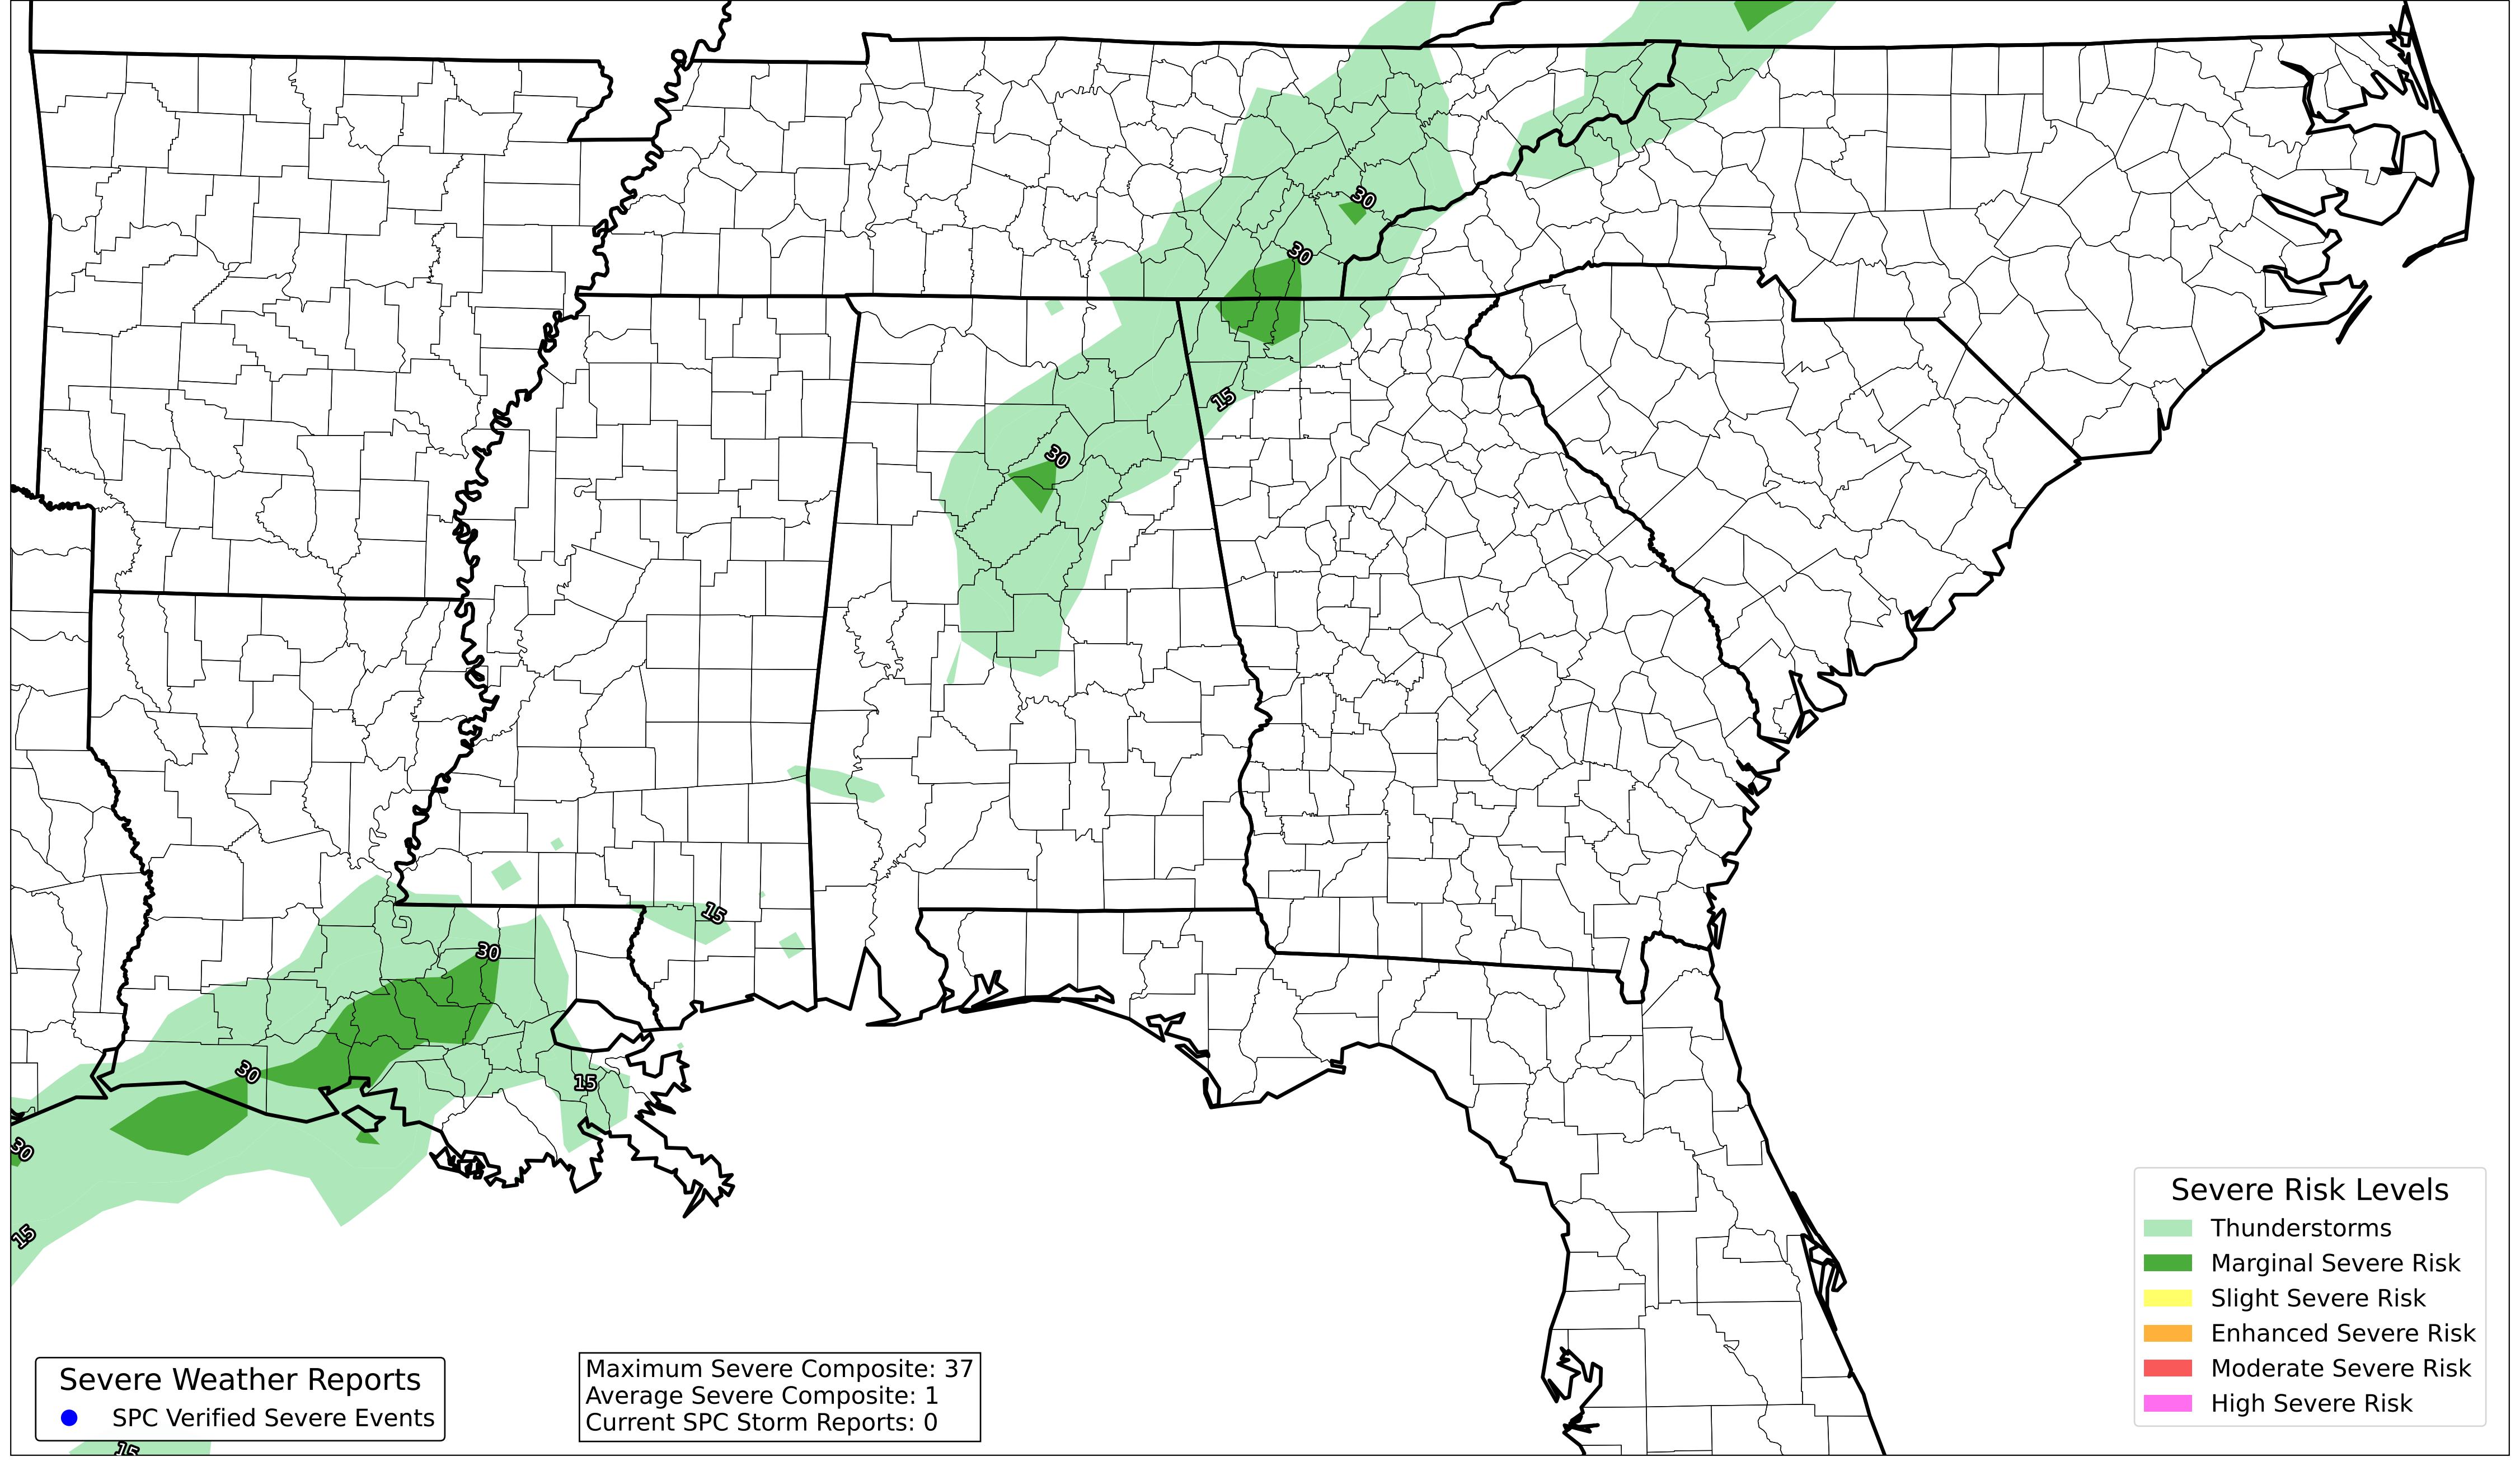 30
30
15
30
15
30
30
15
30
15
Severe Risk Levels
Thunderstorms
Marginal Severe Risk
Slight Severe Risk
Enhanced Severe Risk
Moderate Severe Risk
High Severe Risk
Severe Weather Reports
SPC Verified Severe Events
Maximum Severe Composite: 37
Average Severe Composite: 1
Current SPC Storm Reports: 0
15